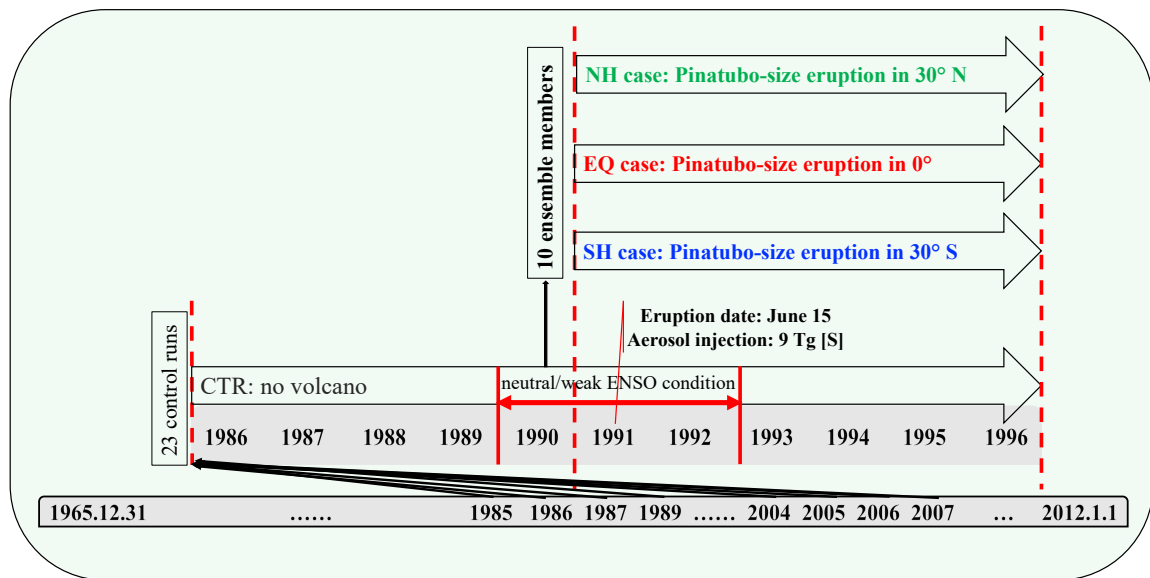 NH case: Pinatubo-size eruption in 30° N
EQ case: Pinatubo-size eruption in 0°
SH case: Pinatubo-size eruption in 30° S
10 ensemble members
Eruption date: June 15
Aerosol injection: 9 Tg [S]
23 control runs
CTR: no volcano
neutral/weak ENSO condition
1986 1987 1988 1989 1990 1991 1992 1993 1994 1995 1996
1965.12.31 ...... 1985 1986 1987 1989 ...... 2004 2005 2006 2007 ... 2012.1.1